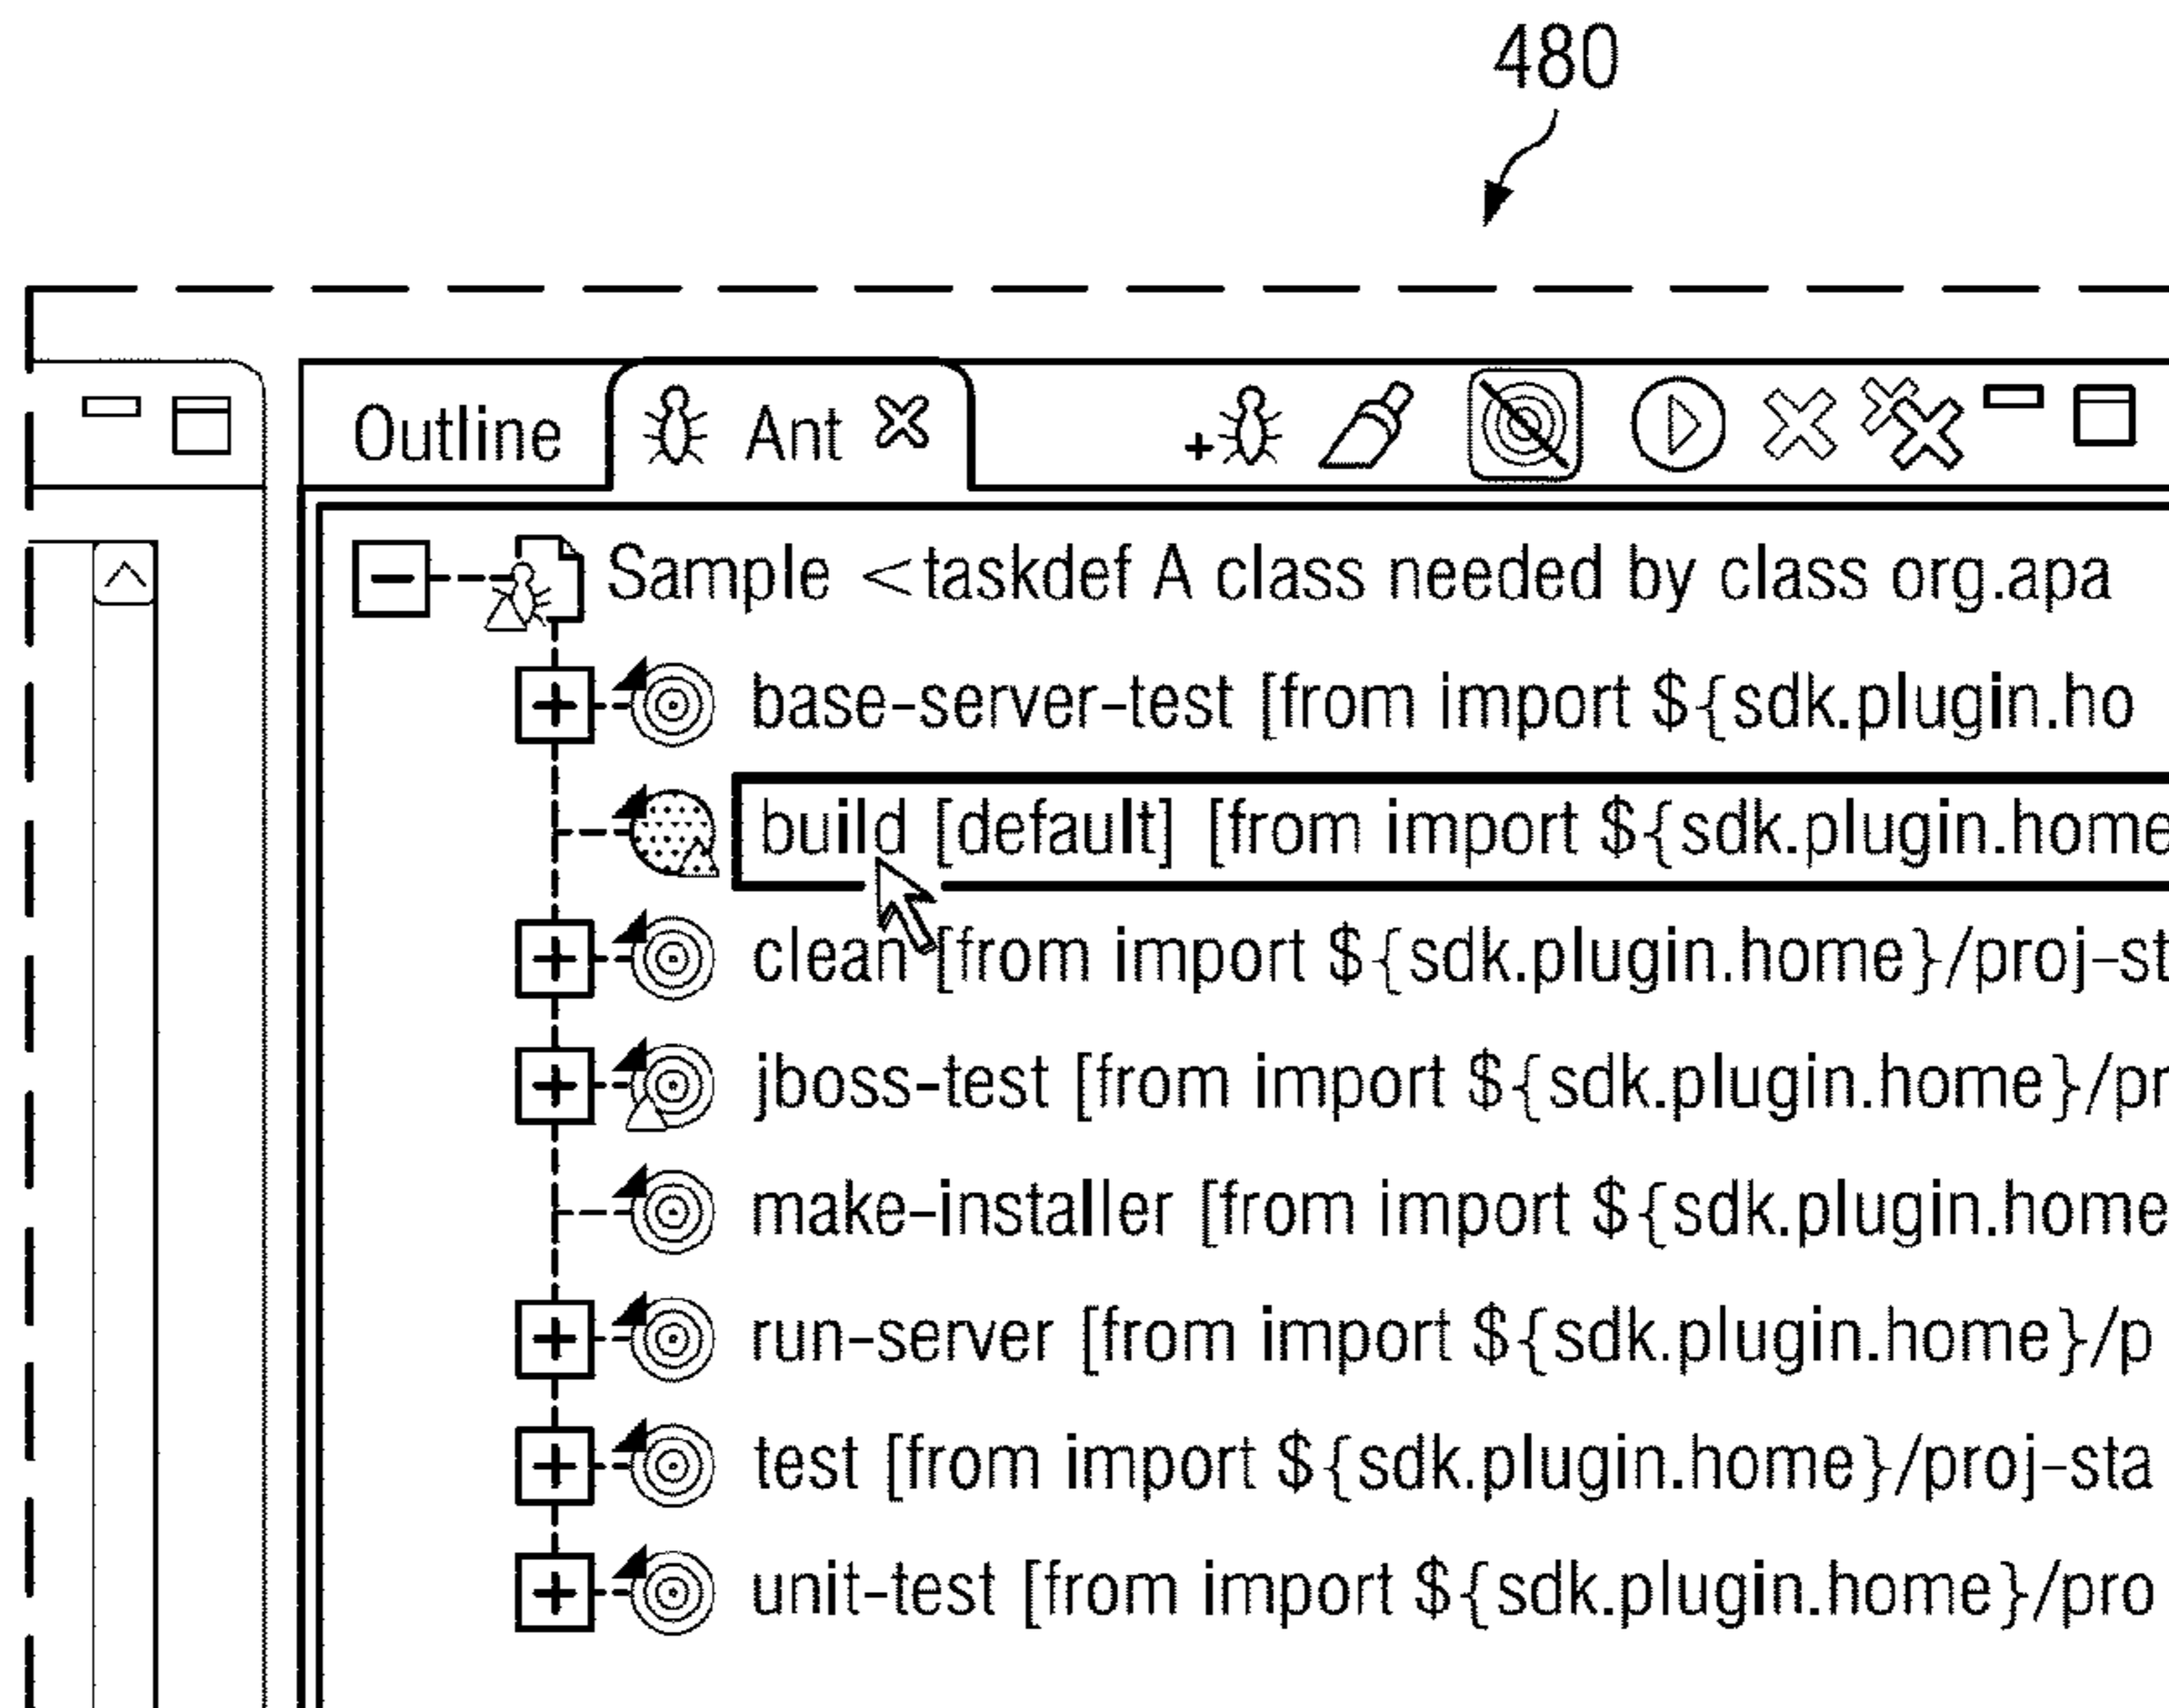 480
Outline Ant
Sample <taskdef A class needed by class org.apa
base-server-test [from import ${sdk.plugin.ho
build [default] [from import ${sdk.plugin.home
clean [from import ${sdk.plugin.home}/proj-st
jboss-test [from import ${sdk.plugin.home}/pr
make-installer [from import ${sdk.plugin.home
run-server [from import ${sdk.plugin.home}/p
test [from import ${sdk.plugin.home}/proj-sta
unit-test [from import ${sdk.plugin.home}/pro